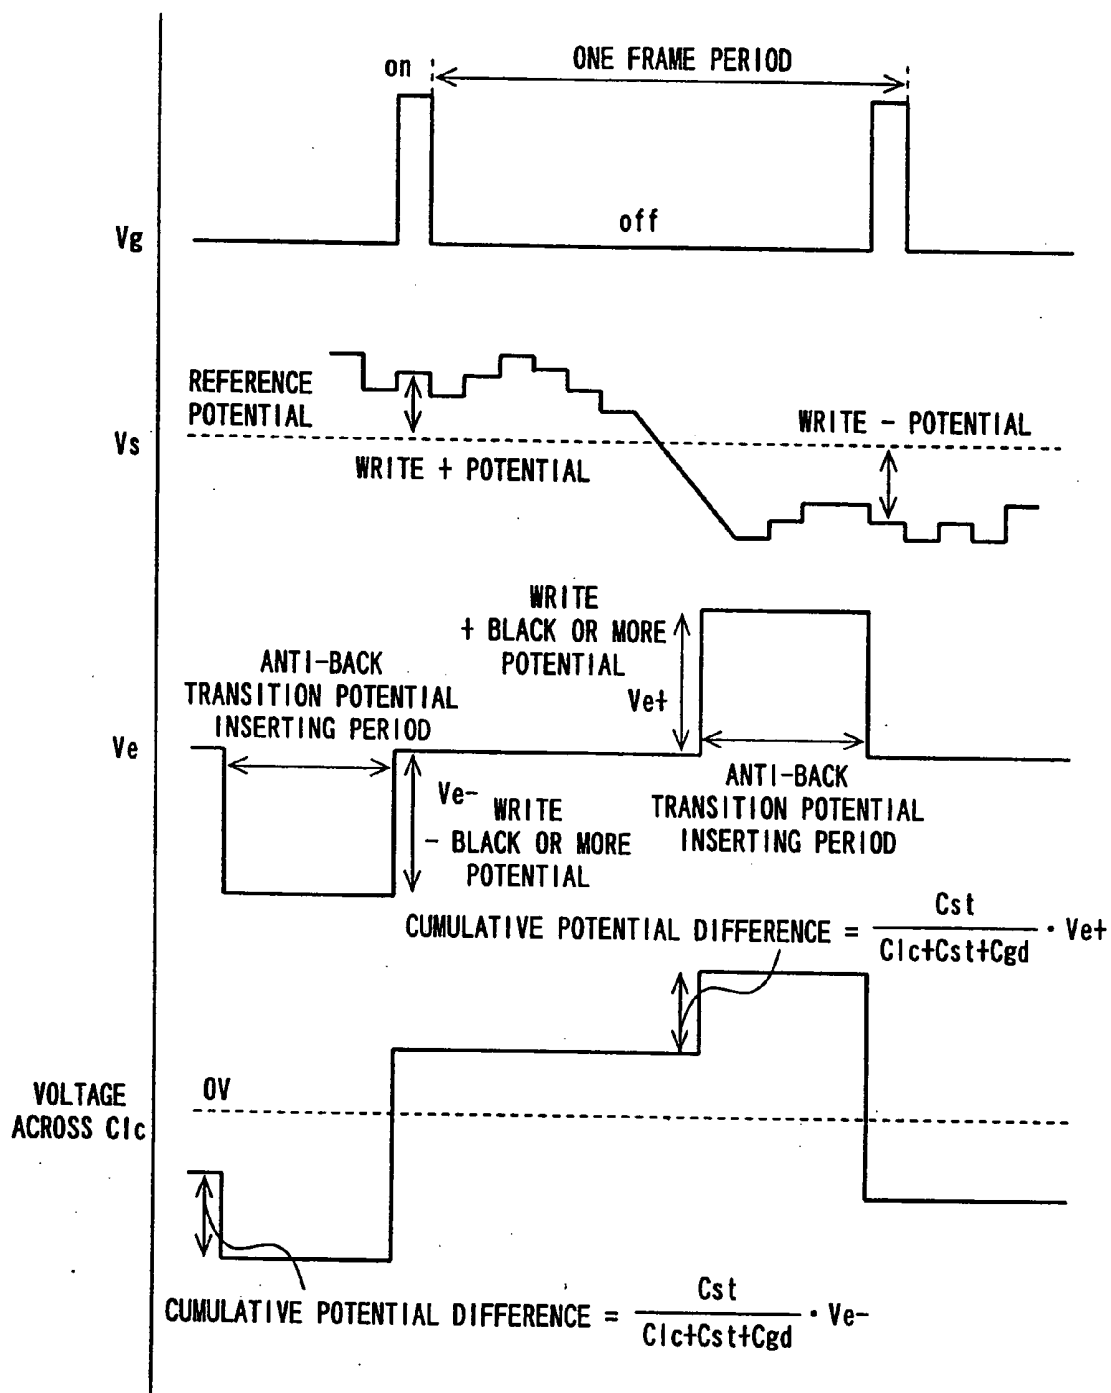 ONE FRAME PERIOD
on
off
Vg
REFERENCE
POTENTIAL
WRITE - POTENTIAL
Vs
WRITE + POTENTIAL
WRITE
+ BLACK OR MORE
POTENTIAL
Ve+
ANTI-BACK
TRANSITION POTENTIAL
INSERTING PERIOD
Ve
Ve-
WRITE
- BLACK OR MORE
POTENTIAL
ANTI-BACK
TRANSITION POTENTIAL
INSERTING PERIOD
CUMULATIVE POTENTIAL DIFFERENCE = Cst / Clc+Cst+Cgd · Ve+
0V
VOLTAGE
ACROSS Clc
CUMULATIVE POTENTIAL DIFFERENCE = Cst / Clc+Cst+Cgd · Ve-